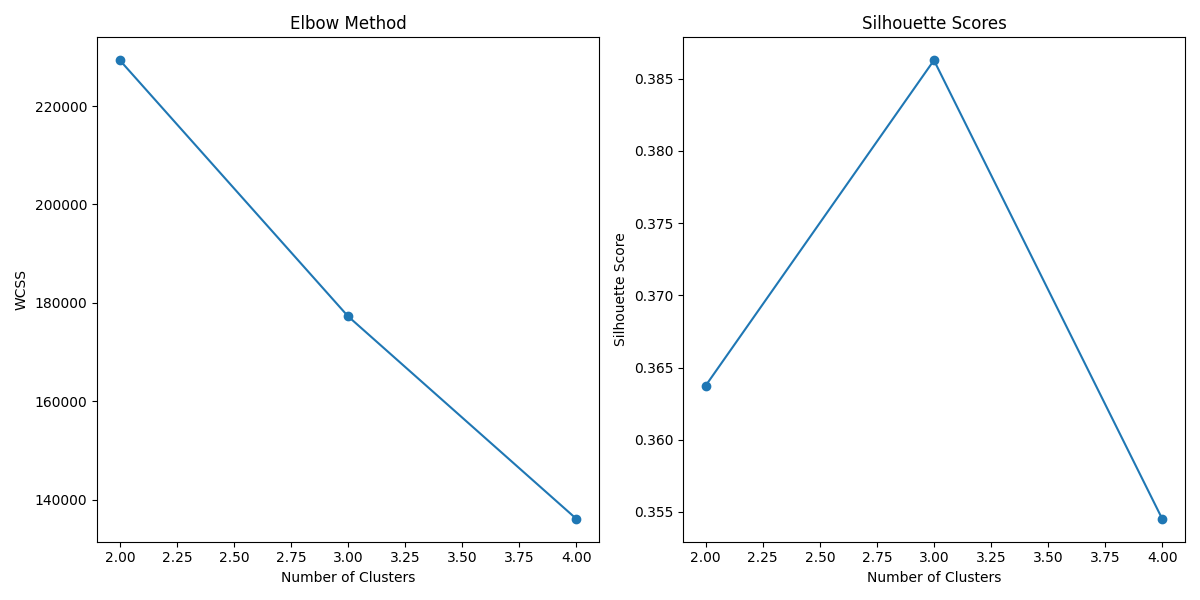 Elbow Method
WCSS
220000
200000
180000
160000
140000
2.00 2.25 2.50 2.75 3.00 3.25 3.50 3.75 4.00
Number of Clusters
Silhouette Scores
Silhouette Score
0.385
0.380
0.375
0.370
0.365
0.360
0.355
2.00 2.25 2.50 2.75 3.00 3.25 3.50 3.75 4.00
Number of Clusters